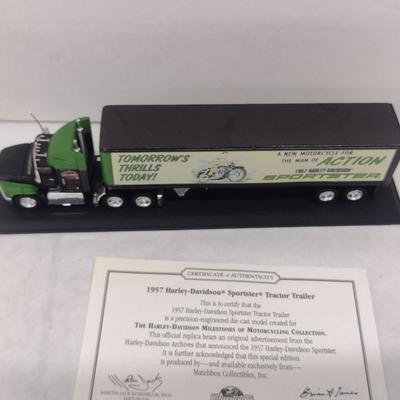 TOMORROW'S
THRILLS
TODAY!
A NEW MOTORCYCLE FOR
THE MAN OF ACTION
1957 HARLEY-DAVIDSON
SPORTSTER
CERTIFICATE OF AUTHENTICITY
1957 Harley-Davidson® Sportster® Tractor Trailer
This is to certify that the
1957 Harley-Davidson Sportster Tractor Trailer
is a precision-engineered die-cast model created for
THE HARLEY-DAVIDSON MILESTONES OF MOTORCYCLING COLLECTION.
This official replica bears an original advertisement from the
Harley-Davidson Archives that announced the 1957 Harley-Davidson Sportster.
It is further acknowledged that this special edition
is produced by—and available exclusively from—
Matchbox Collectibles, Inc.